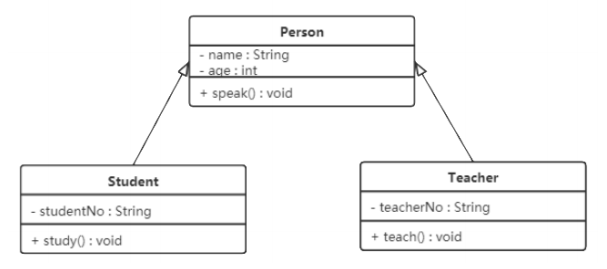 Person
- name : String
- age : int
+ speak() : void
Student
- studentNo : String
+ study() : void
Teacher
- teacherNo : String
+ teach() : void